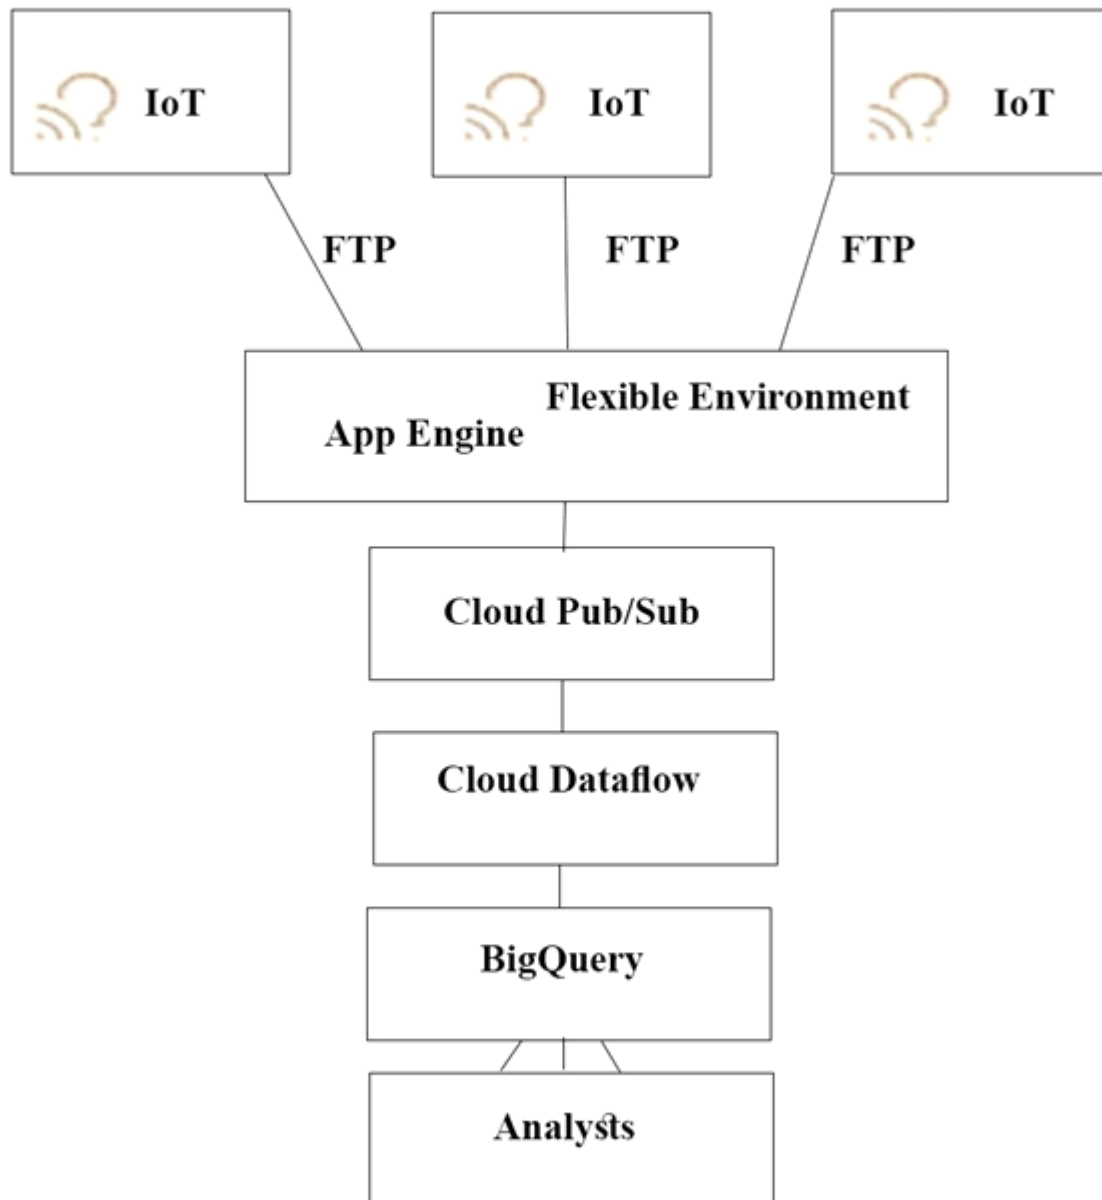 IoT
IoT
IoT
FTP
FTP
FTP
Flexible Environment
App Engine
Cloud Pub/Sub
Cloud Dataflow
BigQuery
Analysts